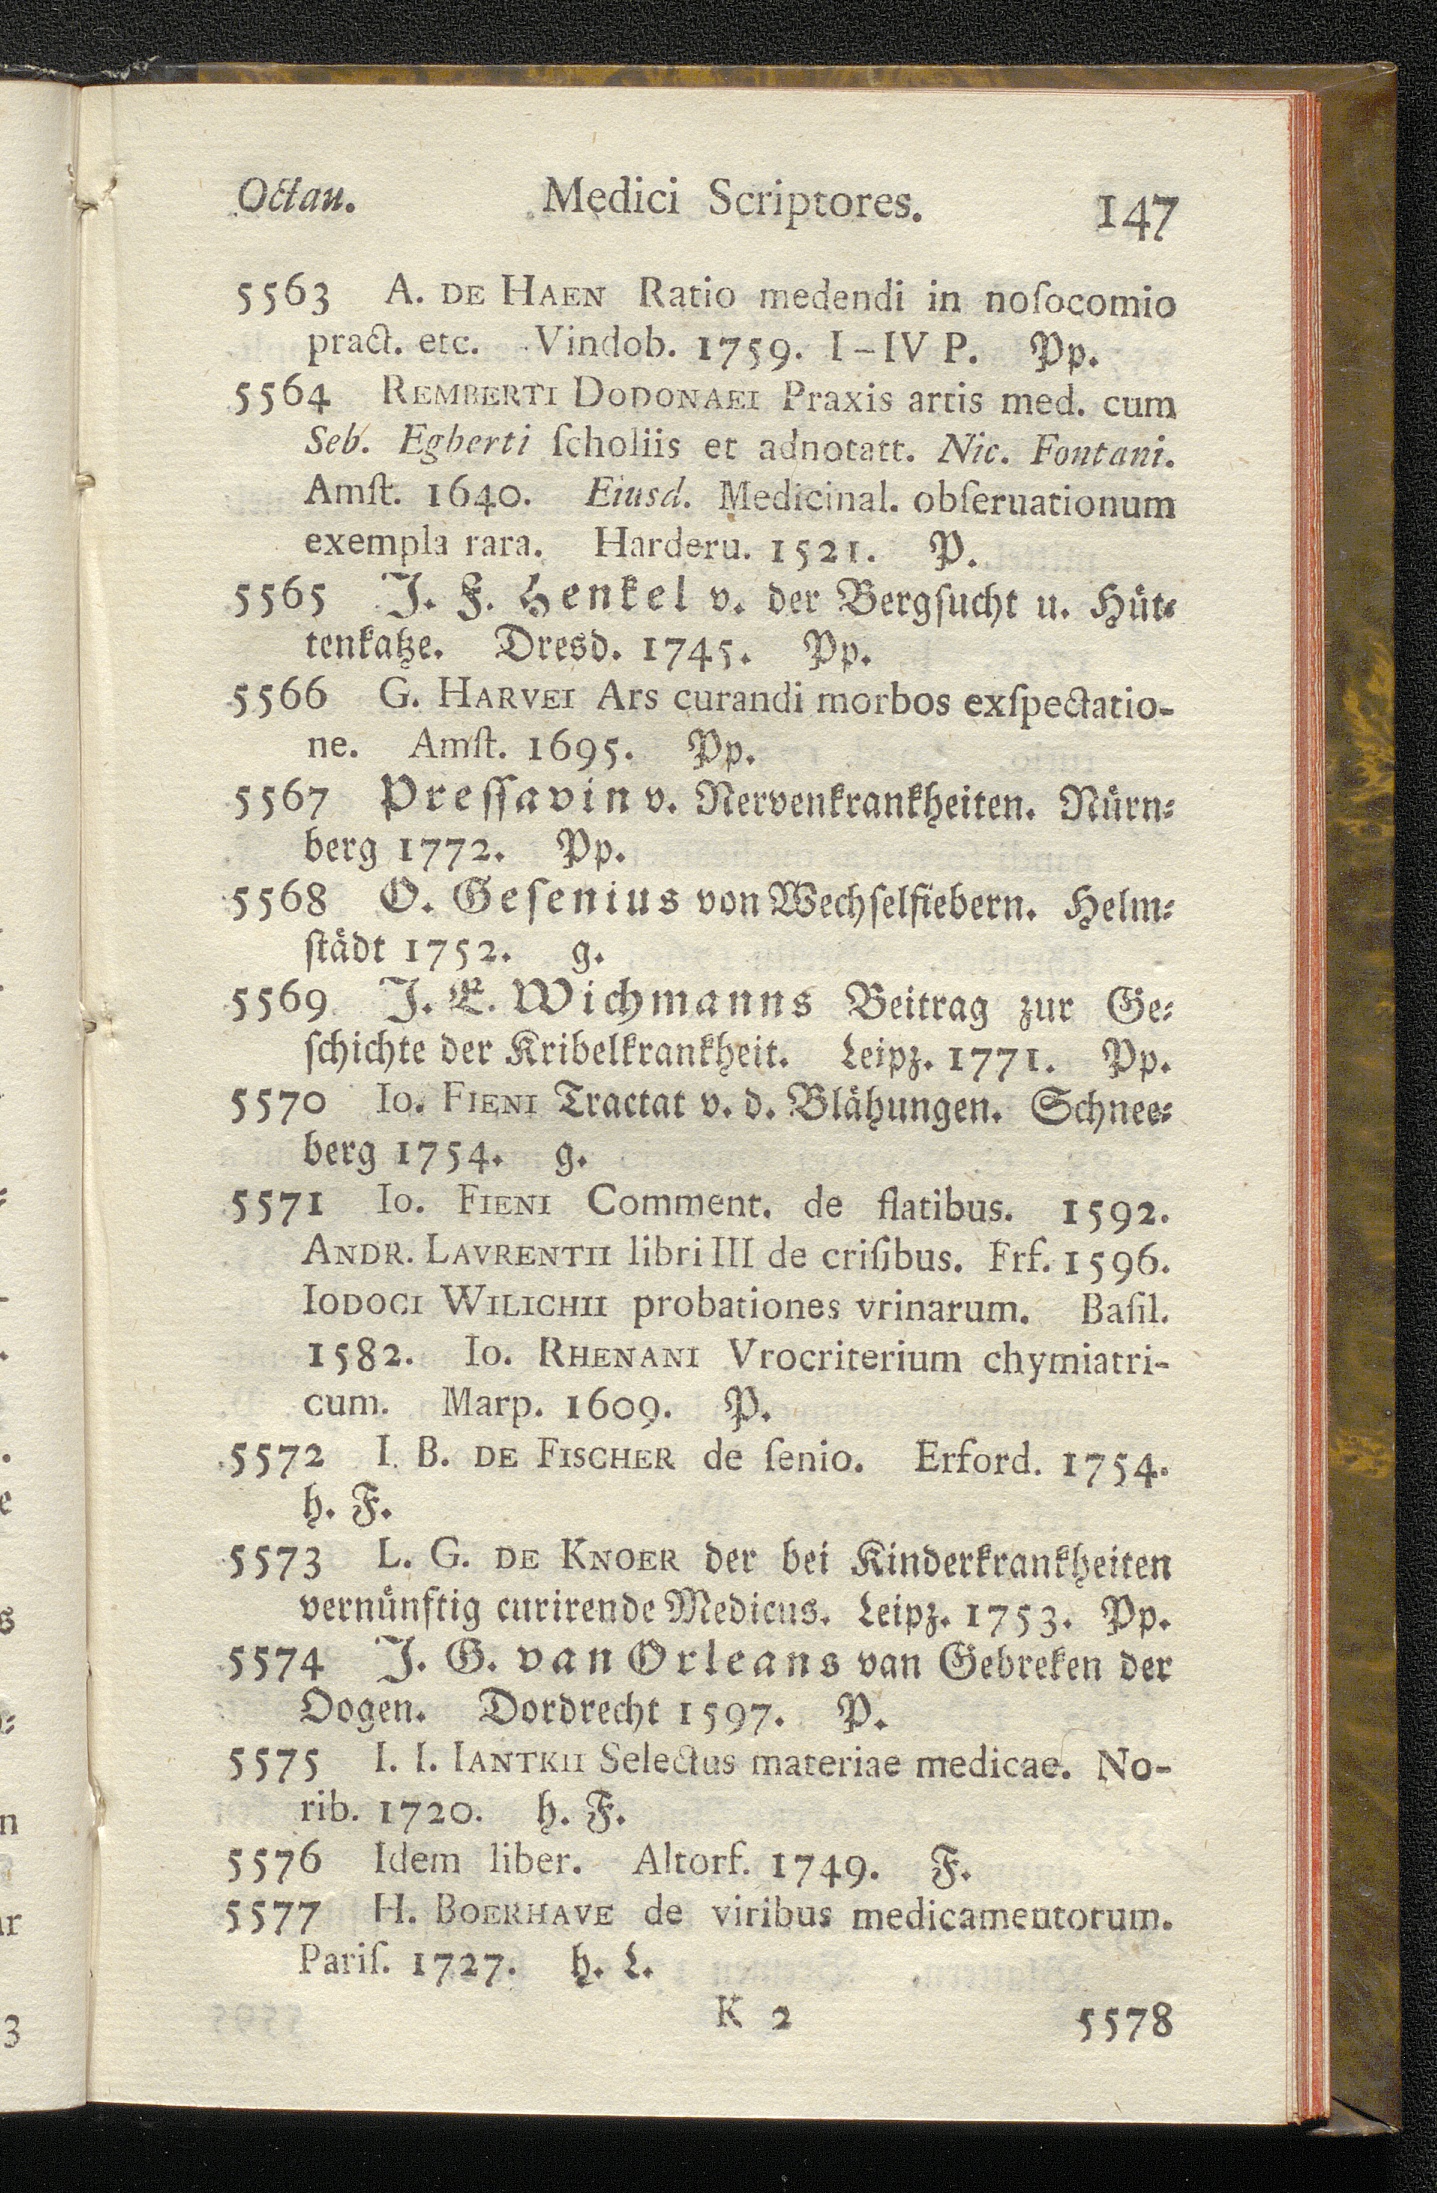 Octau. Medici Scriptores. 147
5563 A. DE HAEN Ratio medendi in noſocomio
pract. etc. Vindob. 1759. I–IV P. Pp.
5564 REMBERTI DODONAEI Praxis artis med. cum
Seb. Egberti ſcholiis et adnotatt. Nic. Fontani.
Amſt. 1640. Eiusd. Medicinal. obſeruationum
exempla rara. Harderu. 1521. P.
5565 J. F. Henkel v. der Bergſucht u. Hüt⸗
tenkatze. Dresd. 1745. Pp.
5566 G. HARVEI Ars curandi morbos exſpectatio-
ne. Amſt. 1695. Pp.
5567 Preſſavin v. Nervenkrankheiten. Nürn⸗
berg 1772. Pp.
5568 O. Geſenius von Wechſelfiebern. Helm⸗
ſtädt 1752. g.
5569 J. E. Wichmanns Beitrag zur Ge⸗
ſchichte der Kribelkrankheit. Leipz. 1771. Pp.
5570 Io. FIENI Tractat v. d. Blähungen. Schnee⸗
berg 1754. g.
5571 Io. FIENI Comment. de flatibus. 1592.
ANDR. LAVRENTII libri III de criſibus. Frf. 1596.
IODOCI WILICHII probationes vrinarum. Baſil.
1582. Io. RHENANI Vrocriterium chymiatri-
cum. Marp. 1609. P.
5572 I. B. DE FISCHER de ſenio. Erford. 1754.
h. F.
5573 L. G. DE KNOER der bei Kinderkrankheiten
vernünftig curirende Medicus. Leipz. 1753. Pp.
5574 J. G. van Orleans van Gebreken der
Oogen. Dordrecht 1597. P.
5575 I. I. IANTKII Selectus materiae medicae. No-
rib. 1720. h. F.
5576 Idem liber. Altorf. 1749. F.
5577 H. BOERHAVE de viribus medicamentorum.
Pariſ. 1727. h. L.
K 2 5578